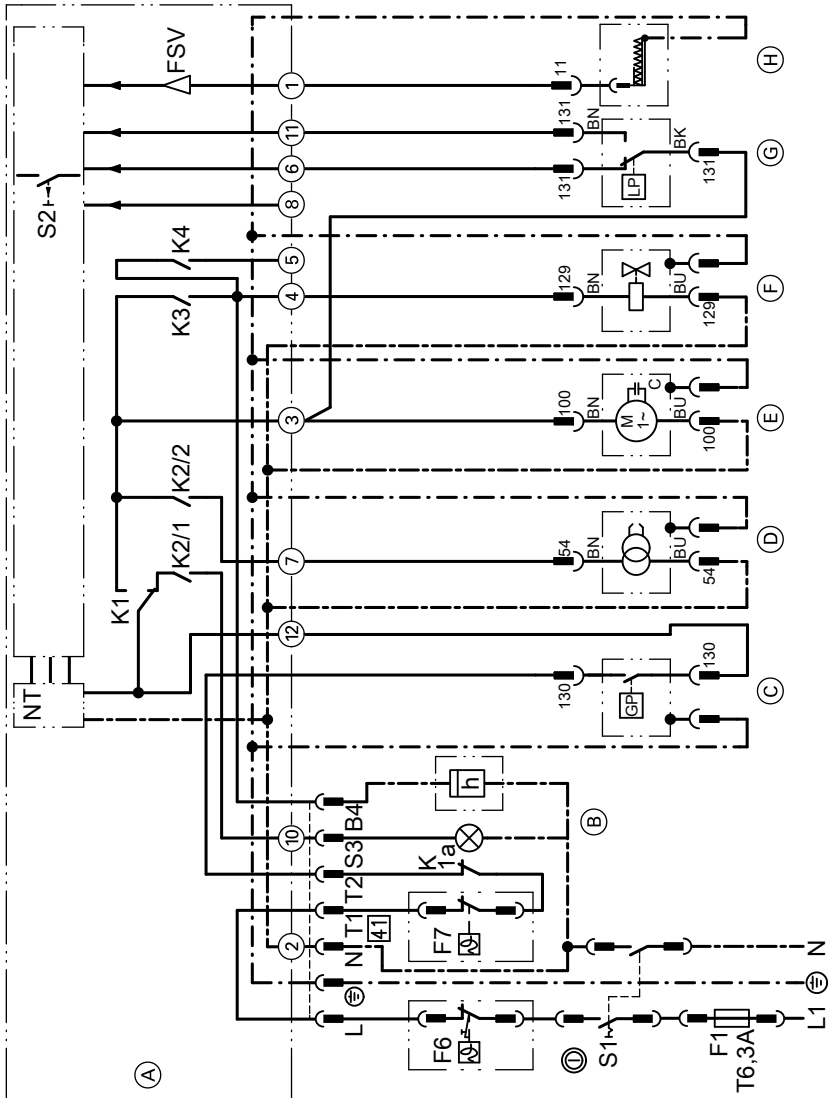 FSV
S2
K4
K3
K2/2
K2/1
K1
NT
1
11
6
8
5
4
3
7
12
10
2
A
B4
S3
T2
T1
N
L
41
h
K
1a
F7
F6
B
S1
F1
T6,3A
L1
N
11
131
BN
131
LP
BK
131
129
BN
BU
129
100
BN
M
1~
C
BU
100
54
BN
BU
54
130
GP
130
H
G
F
E
D
C